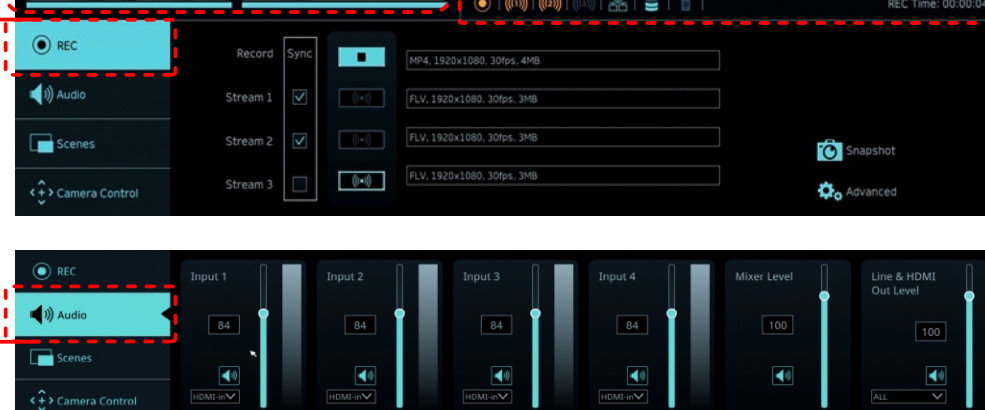 ((1)) ((2)) ((3)) REC Time: 00:00:04
REC
Audio
Scenes
Camera Control
Record Sync
Stream 1
Stream 2
Stream 3
MP4, 1920x1080, 30fps, 4MB
FLV, 1920x1080, 30fps, 3MB
FLV, 1920x1080, 30fps, 3MB
FLV, 1920x1080, 30fps, 3MB
Snapshot
Advanced
REC
Audio
Scenes
Camera Control
Input 1
84
HDMI-in
Input 2
84
HDMI-in
Input 3
84
HDMI-in
Input 4
84
HDMI-in
Mixer Level
100
Line & HDMI
Out Level
100
ALL